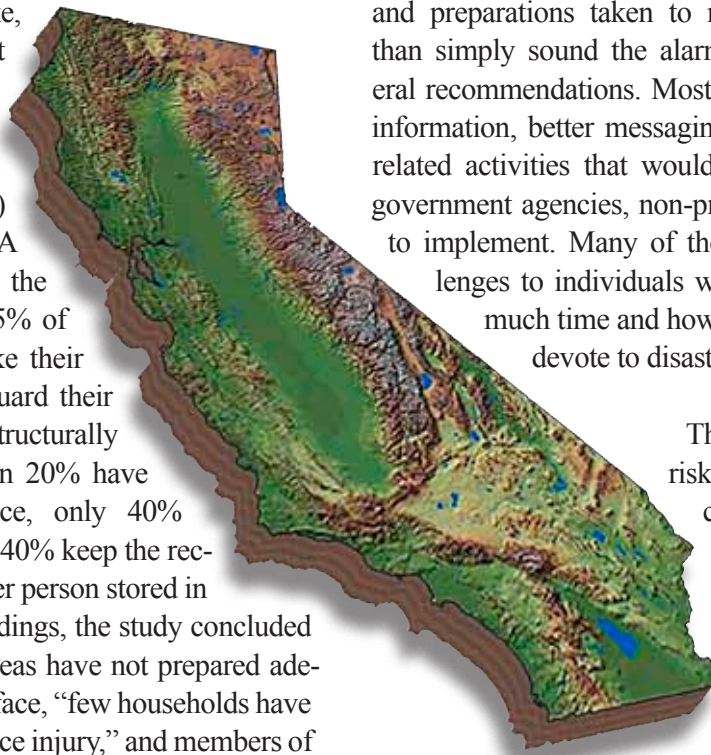 ke,
t
)
A
the
5% of
ke their
uard their
tructurally
n 20% have
ce, only 40%
40% keep the rec-
er person stored in
dings, the study concluded
eas have not prepared ade-
face, “few households have
ce injury,” and members of
and preparations taken to
than simply sound the alarm
eral recommendations. Most
information, better messagin
related activities that would
government agencies, non-pr
to implement. Many of the
lenges to individuals w
much time and how
devote to disast
Th
risk
c